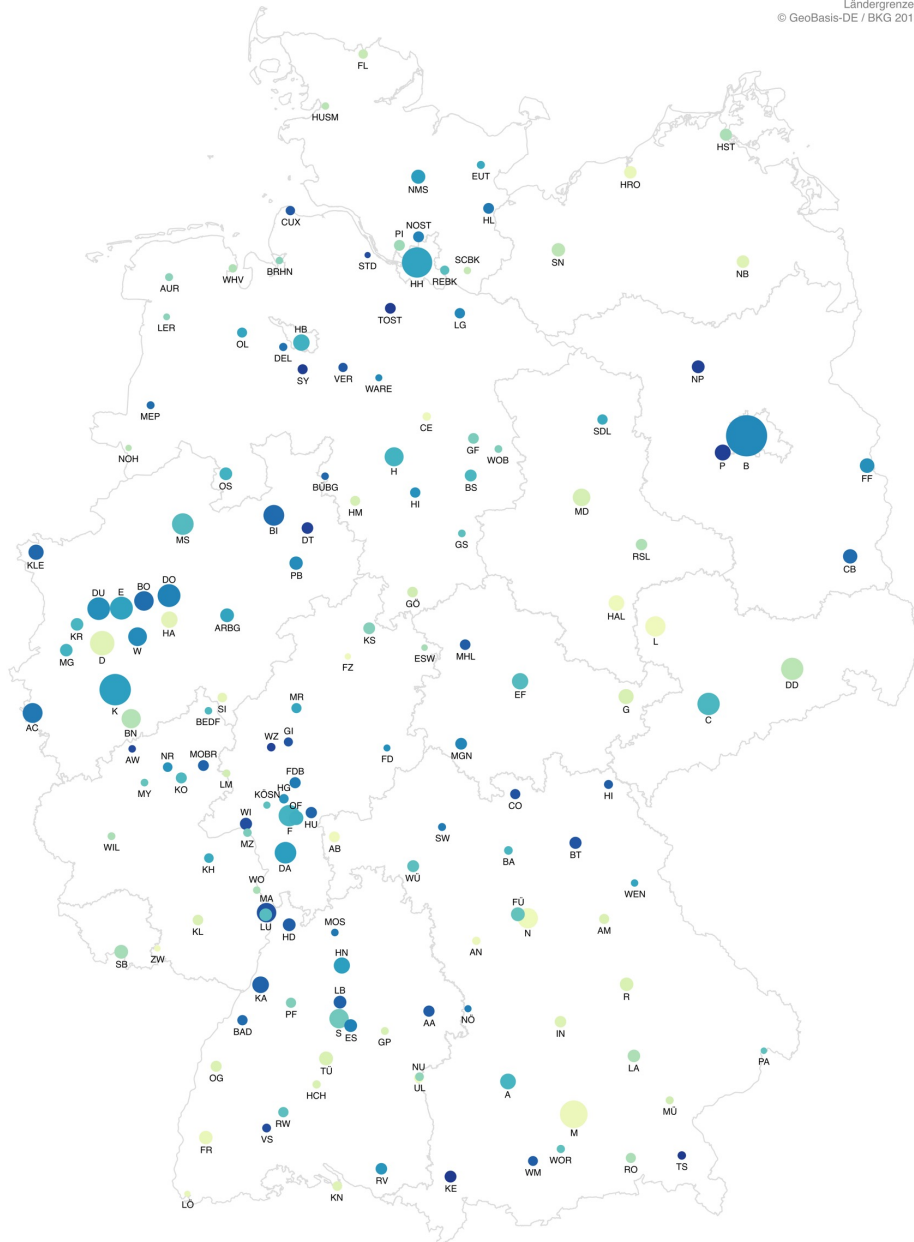 Ländergrenze
© GeoBasis-DE / BKG 201
FL
HUSM
HST
EUT
HRO
NMS
CUX
HL
NOST
PI
SN
STD
SCBK
NB
WHV
BRHN
HH
REBK
AUR
TOST
LER
LG
HB
OL
DEL
SY
VER
NP
WARE
MEP
CE
SDL
GF
WOB
P
B
NOH
H
OS
BÜBG
BS
FF
HI
HM
MD
MS
BI
DT
GS
RSL
KLE
PB
CB
DU
E
BO
DO
GÖ
HAL
KR
HA
ARBG
KS
L
MG
D
W
ESW
MHL
FZ
DD
EF
K
SI
G
C
AC
BN
BEDF
MR
AW
WZ
GI
FD
MGN
NR
MOBR
MY
KO
LM
FDB
HG
KÖSN
OF
HI
CO
WI
F
HU
MZ
AB
SW
WIL
BT
KH
DA
WÜ
BA
WO
WEN
MA
LU
FÜ
N
KL
HD
MOS
AM
AN
SB
ZW
HN
KA
R
LB
PF
BAD
S
ES
AA
NÖ
GP
IN
PA
TÜ
OG
NU
UL
LA
HCH
A
MÜ
RW
VS
M
FR
WOR
RV
WM
RO
TS
KE
KN
LÖ